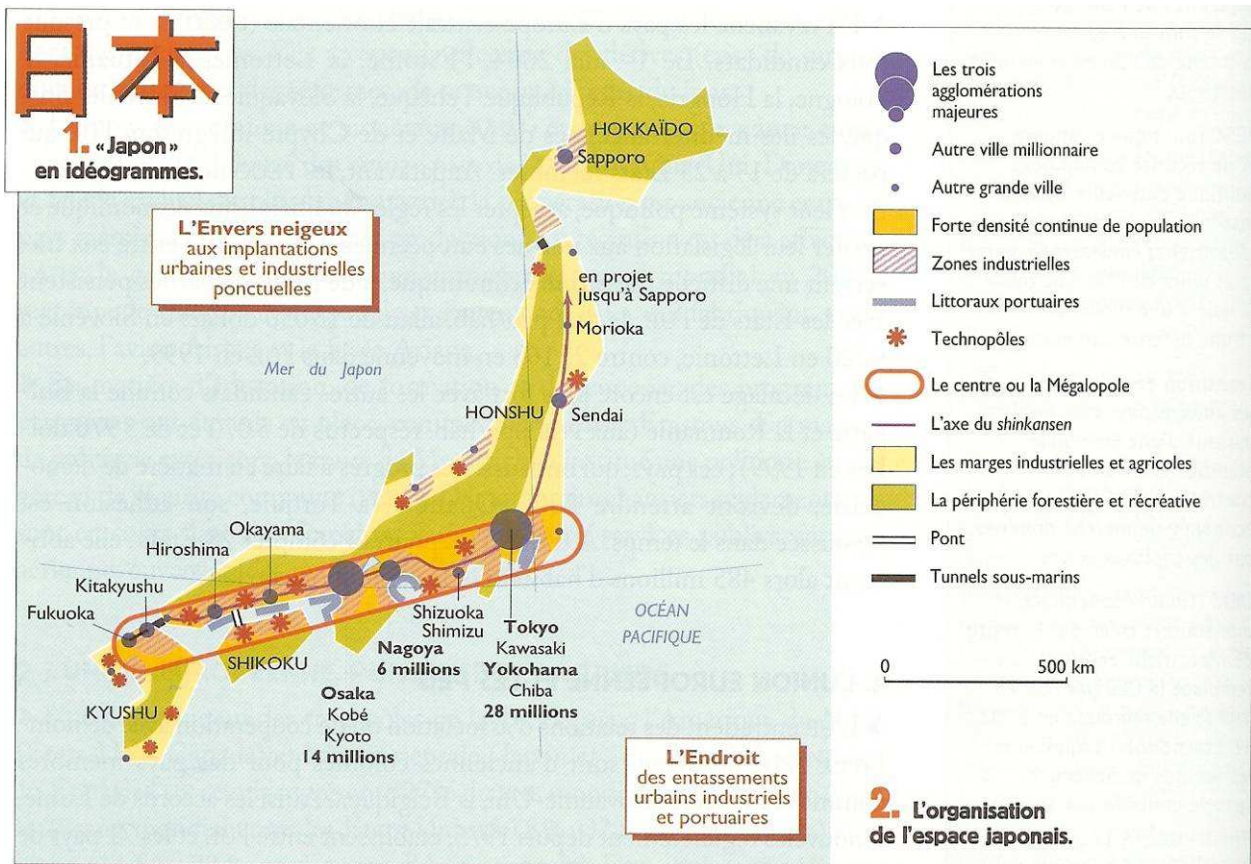 日本
1. «Japon»
en idéogrammes.
L'Envers neigeux
aux implantations
urbaines et industrielles
ponctuelles
HOKKAÏDO
Sapporo
en projet
jusqu'à Sapporo
Morioka
Mer du Japon
HONSHU
Sendai
Okayama
Hiroshima
Kitakyushu
Fukuoka
SHIKOKU
KYUSHU
Shizuoka
Shimizu
Nagoya
6 millions
Osaka
Kobé
Kyoto
14 millions
Tokyo
Kawasaki
Yokohama
Chiba
28 millions
OCÉAN
PACIFIQUE
L'Endroit
des entassements
urbains industriels
et portuaires
Les trois
agglomérations
majeures
Autre ville millionnaire
Autre grande ville
Forte densité continue de population
Zones industrielles
Littoraux portuaires
Technopôles
Le centre ou la Mégalopole
L'axe du shinkansen
Les marges industrielles et agricoles
La périphérie forestière et récréative
Pont
Tunnels sous-marins
0 500 km
2. L'organisation
de l'espace japonais.